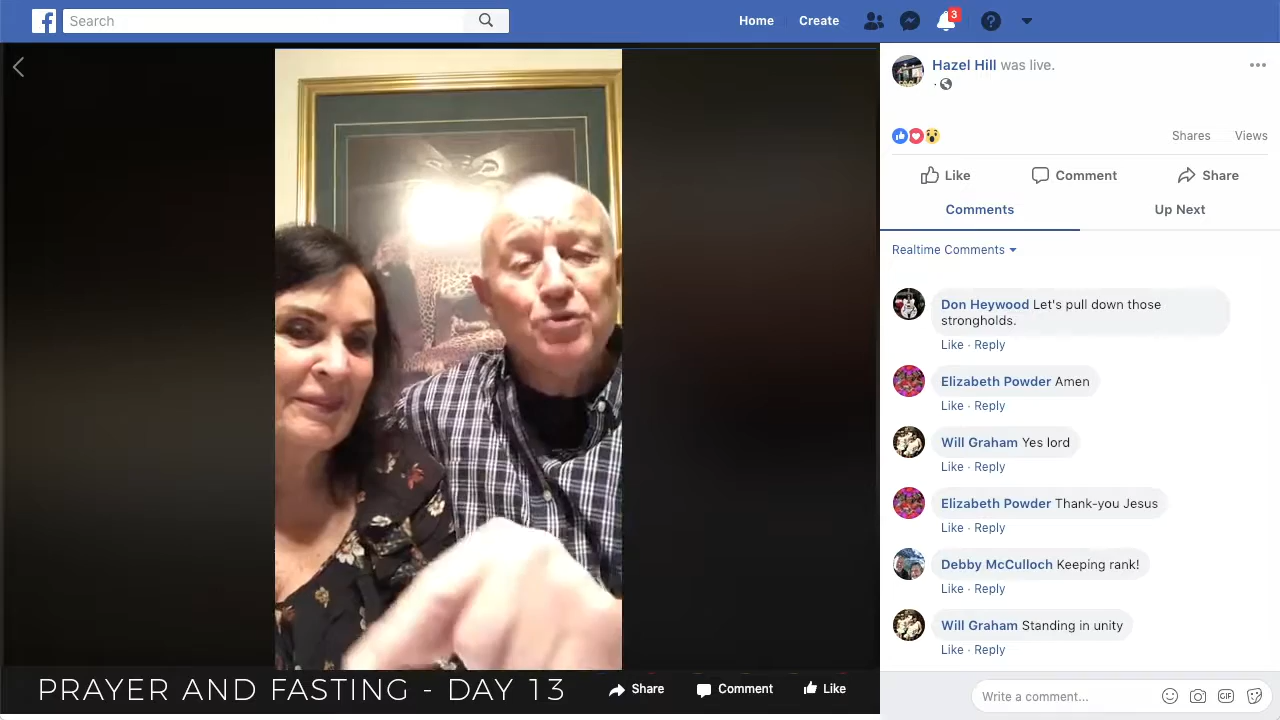 Search
Home
Create
3
Hazel Hill was live.
Shares
Views
Like
Comment
Share
Comments
Up Next
Realtime Comments
Don Heywood Let's pull down those
strongholds.
Like · Reply
Elizabeth Powder Amen
Like · Reply
Will Graham Yes lord
Like · Reply
Elizabeth Powder Thank-you Jesus
Like · Reply
Debby McCulloch Keeping rank!
Like · Reply
Will Graham Standing in unity
Like · Reply
PRAYER AND FASTING - DAY 13
Share
Comment
Like
Write a comment...
GIF